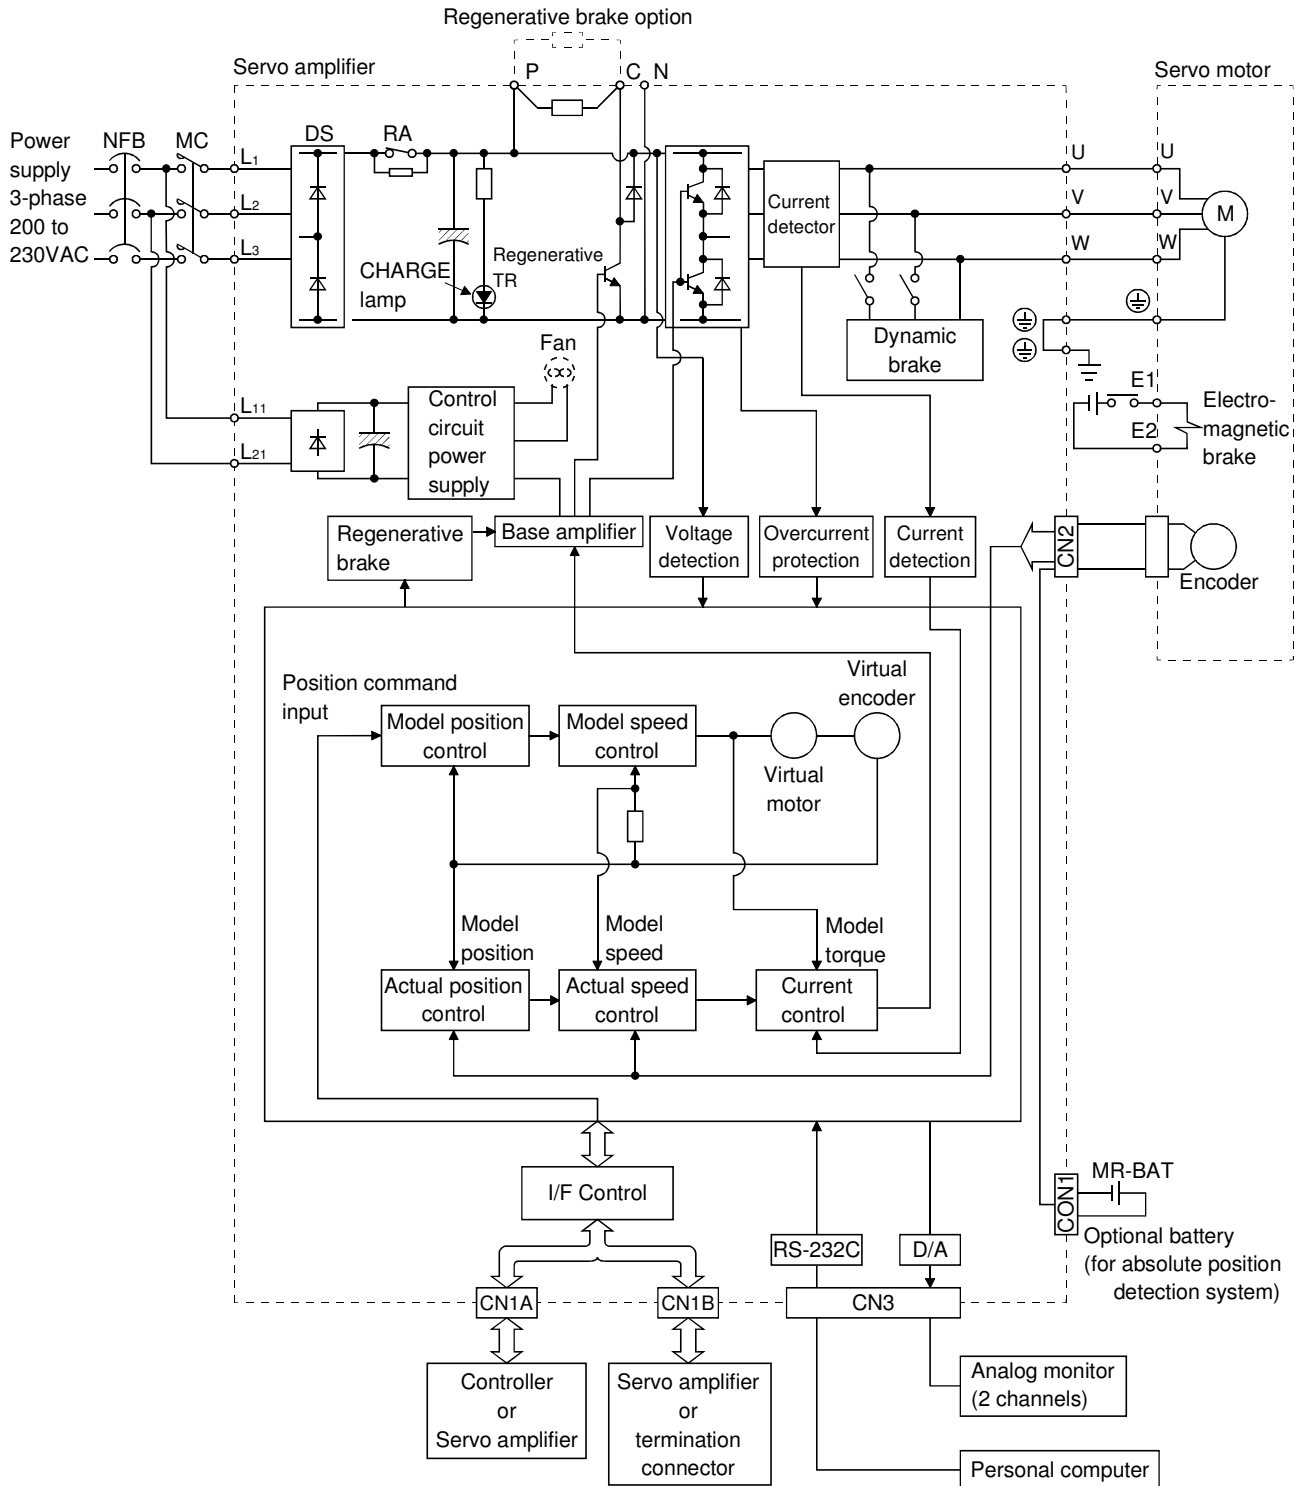 Regenerative brake option
Servo amplifier
P
C
N
Servo motor
Power
supply
3-phase
200 to
230VAC
NFB
MC
L1
L2
L3
DS
RA
CHARGE
lamp
Regenerative
TR
Current
detector
U
V
W
U
V
W
M
Dynamic
brake
Fan
L11
L21
Control
circuit
power
supply
E1
E2
Electro-
magnetic
brake
Regenerative
brake
Base amplifier
Voltage
detection
Overcurrent
protection
Current
detection
CN2
Encoder
Position command
input
Model position
control
Model speed
control
Virtual
encoder
Virtual
motor
Model
position
Model
speed
Model
torque
Actual position
control
Actual speed
control
Current
control
I/F Control
RS-232C
D/A
CON1
MR-BAT
Optional battery
(for absolute position
detection system)
CN1A
CN1B
CN3
Controller
or
Servo amplifier
Servo amplifier
or
termination
connector
Analog monitor
(2 channels)
Personal computer